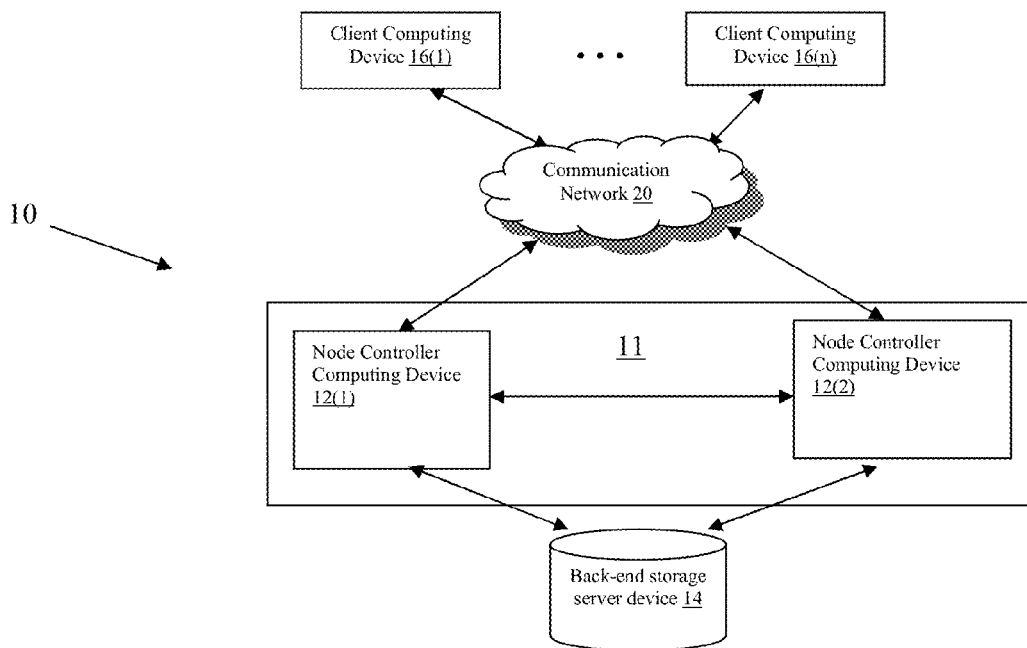 Client Computing
Device 16(1)
• • •
Client Computing
Device 16(n)
Communication
Network 20
10
11
Node Controller
Computing Device
12(1)
Node Controller
Computing Device
12(2)
Back-end storage
server device 14